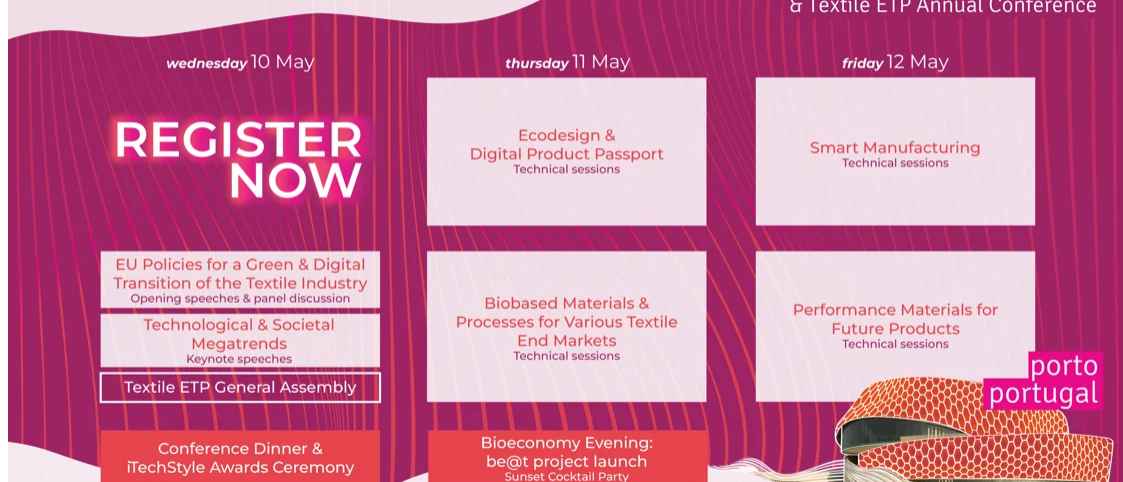 & Textile ETP Annual Conference
wednesday 10 May
REGISTER
NOW
EU Policies for a Green & Digital
Transition of the Textile Industry
Opening speeches & panel discussion
Technological & Societal
Megatrends
Keynote speeches
Textile ETP General Assembly
Conference Dinner &
iTechStyle Awards Ceremony
thursday 11 May
Ecodesign &
Digital Product Passport
Technical sessions
Biobased Materials &
Processes for Various Textile
End Markets
Technical sessions
Bioeconomy Evening:
be@t project launch
Sunset Cocktail Party
friday 12 May
Smart Manufacturing
Technical sessions
Performance Materials for
Future Products
Technical sessions
porto
portugal